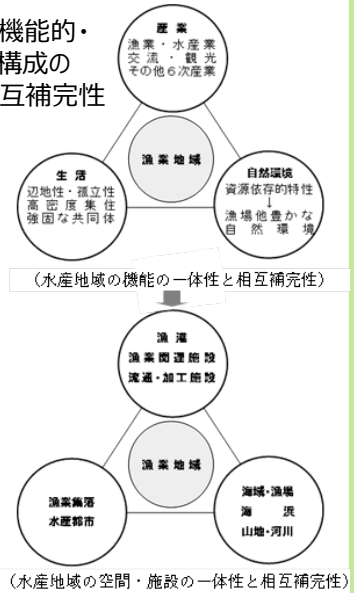 機能的・
構成の
互補完性
産業
漁業・水産業
交流・観光
その他6次産業
漁業地域
生活
辺地性・孤立性
高密度集住
強固な共同体
自然環境
資源依存的特性
↓
漁場他豊かな
自然環境
（水産地域の機能の一体性と相互補完性）
漁港
漁業関連施設
流通・加工施設
漁業地域
漁業集落
水産都市
海域・漁場
海浜
山地・河川
（水産地域の空間・施設の一体性と相互補完性）